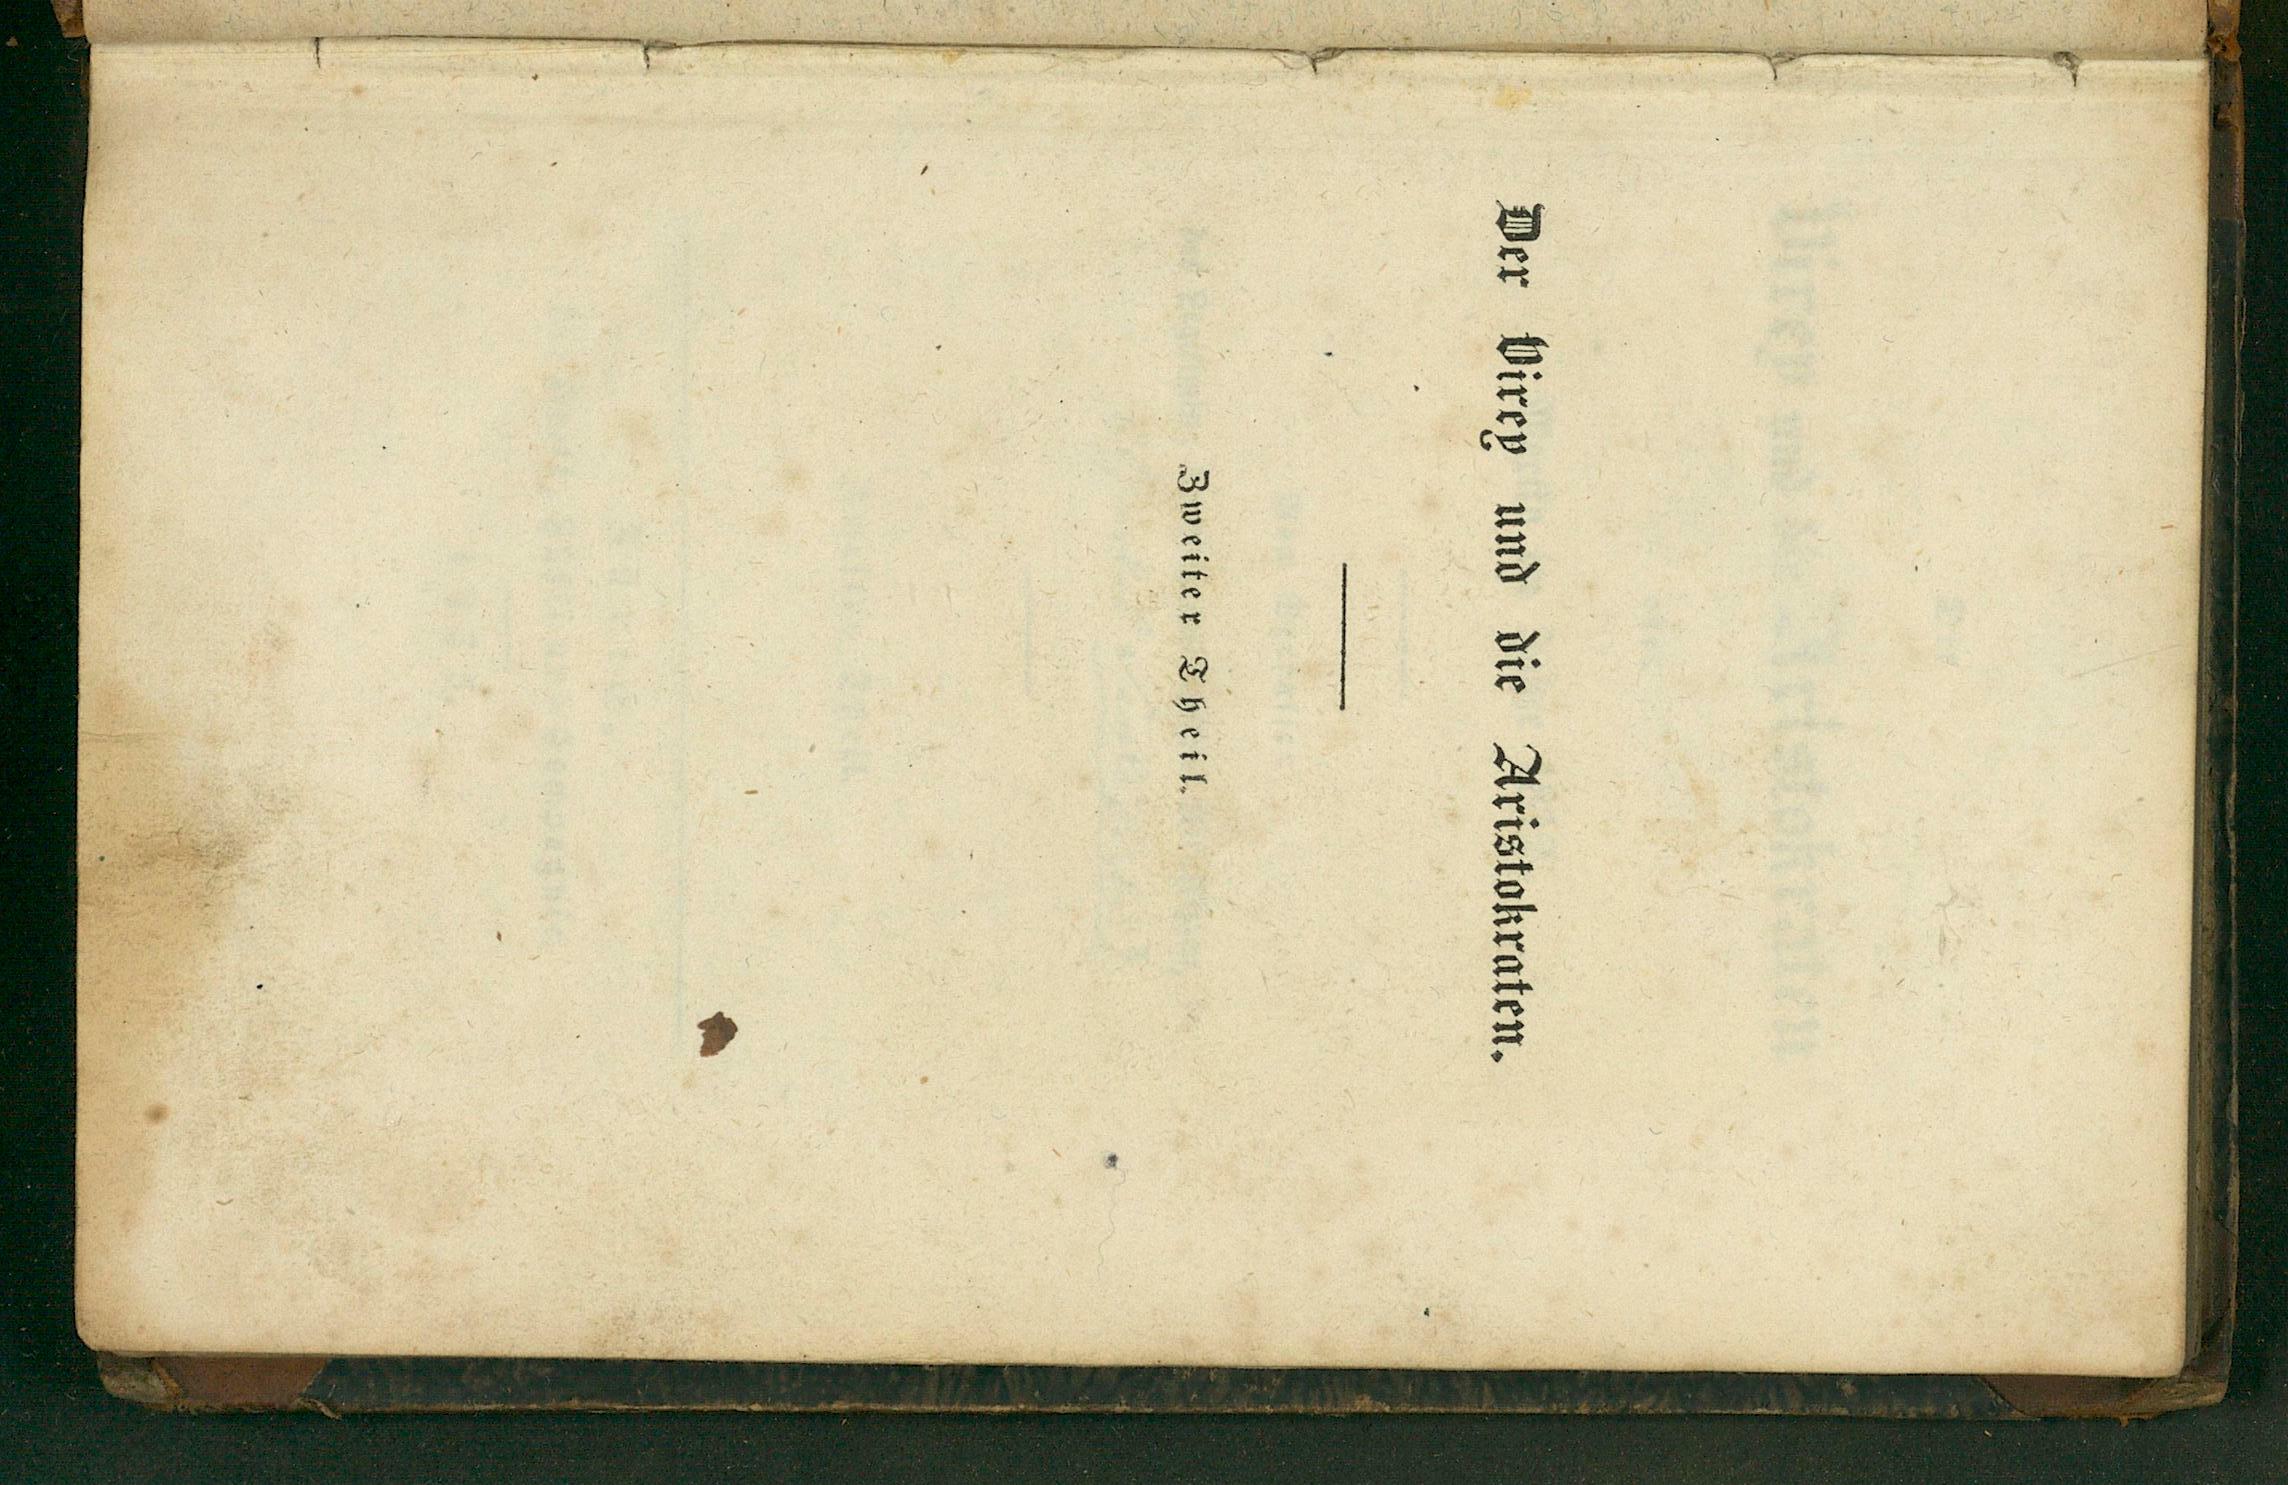 Der Virey und die Aristokraten.
Zweiter Theil.